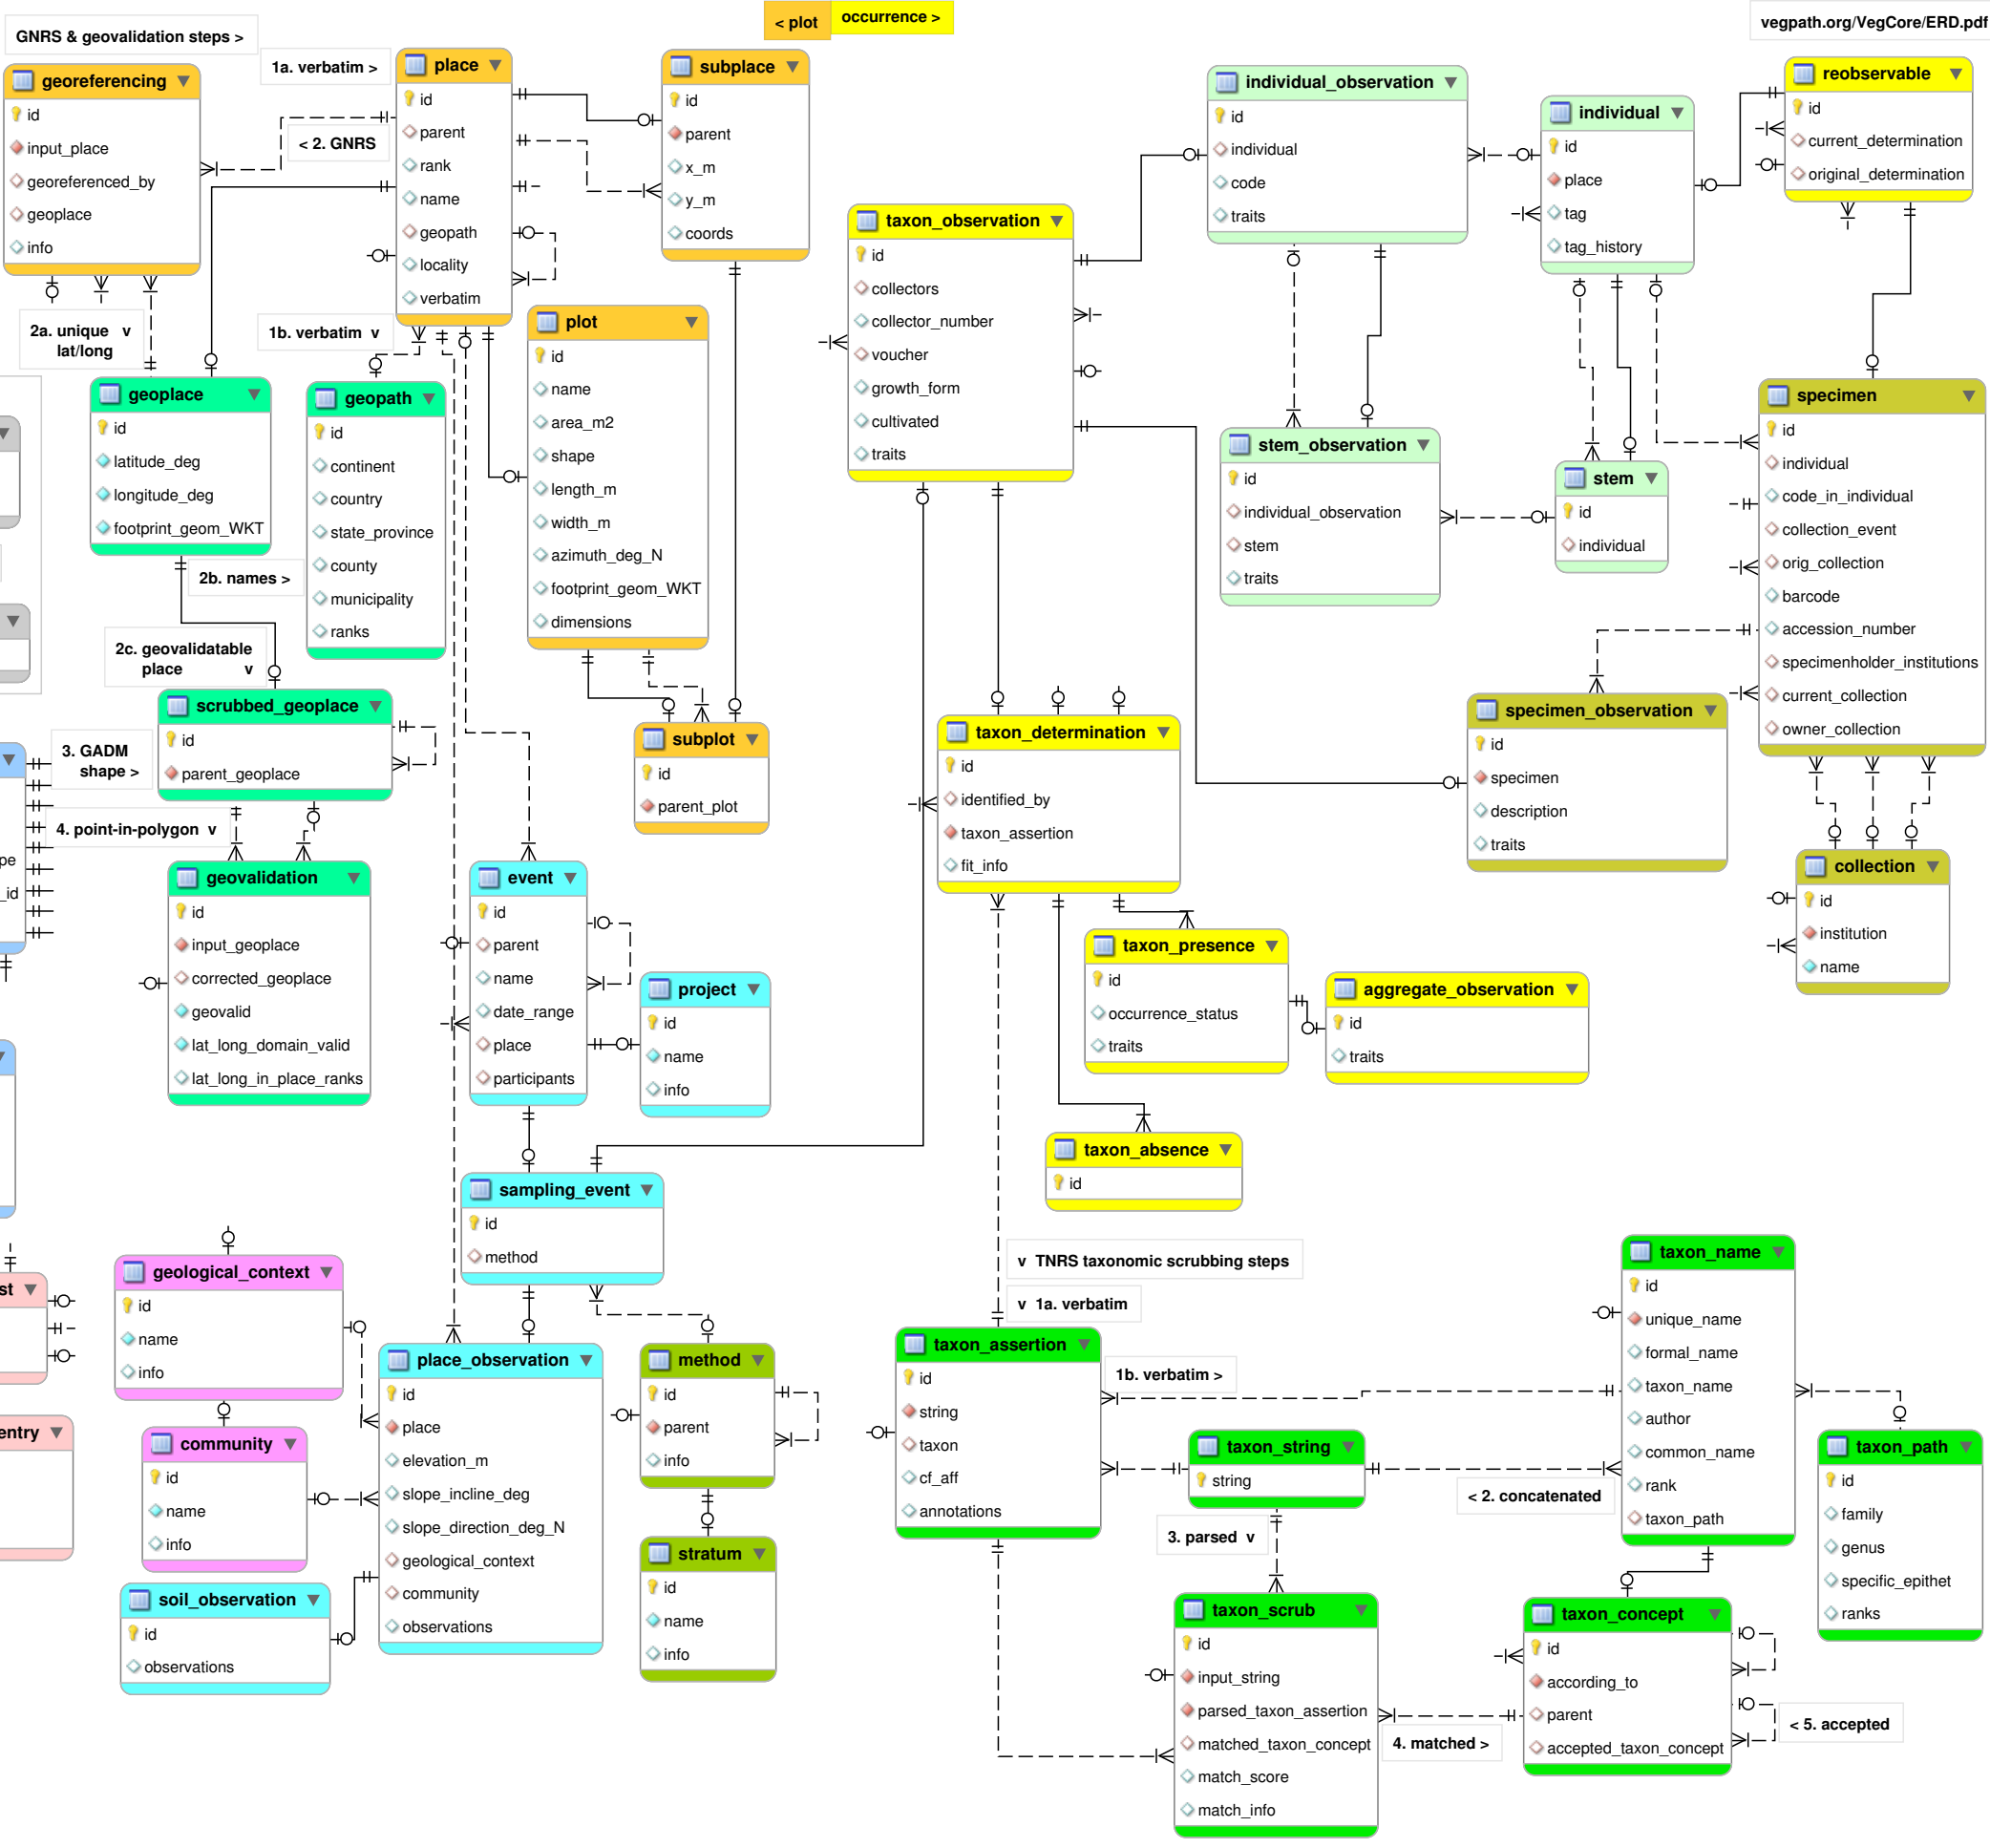 GNRS & geovalidation steps >
< plot
occurrence >
vegpath.org/VegCore/ERD.pdf
1a. verbatim >
< 2. GNRS
georeferencing
id
input_place
georeferenced_by
geoplace
info
place
id
parent
rank
name
geopath
locality
verbatim
subplace
id
parent
x_m
y_m
coords
individual_observation
id
individual
code
traits
individual
id
place
tag
tag_history
reobservable
id
current_determination
original_determination
taxon_observation
id
collectors
collector_number
voucher
growth_form
cultivated
traits
2a. unique v
lat/long
1b. verbatim v
plot
id
name
area_m2
shape
length_m
width_m
azimuth_deg_N
footprint_geom_WKT
dimensions
geoplace
id
latitude_deg
longitude_deg
footprint_geom_WKT
geopath
id
continent
country
state_province
county
municipality
ranks
stem_observation
id
individual_observation
stem
traits
stem
id
individual
specimen
id
individual
code_in_individual
collection_event
orig_collection
barcode
accession_number
specimenholder_institutions
current_collection
owner_collection
2b. names >
2c. geovalidatable
place v
scrubbed_geoplace
id
parent_geoplace
3. GADM
shape >
4. point-in-polygon v
pe
_id
subplot
id
parent_plot
taxon_determination
id
identified_by
taxon_assertion
fit_info
specimen_observation
id
specimen
description
traits
collection
id
institution
name
geovalidation
id
input_geoplace
corrected_geoplace
geovalid
lat_long_domain_valid
lat_long_in_place_ranks
event
id
parent
name
date_range
place
participants
project
id
name
info
taxon_presence
id
occurrence_status
traits
aggregate_observation
id
traits
taxon_absence
id
sampling_event
id
method
v TNRS taxonomic scrubbing steps
v 1a. verbatim
st
entry
geological_context
id
name
info
community
id
name
info
soil_observation
id
observations
place_observation
id
place
elevation_m
slope_incline_deg
slope_direction_deg_N
geological_context
community
observations
method
id
parent
info
stratum
id
name
info
taxon_assertion
id
string
taxon
cf_aff
annotations
1b. verbatim >
taxon_string
string
< 2. concatenated
3. parsed v
taxon_name
id
unique_name
formal_name
taxon_name
author
common_name
rank
taxon_path
taxon_path
id
family
genus
specific_epithet
ranks
taxon_scrub
id
input_string
parsed_taxon_assertion
matched_taxon_concept
match_score
match_info
4. matched >
taxon_concept
id
according_to
parent
accepted_taxon_concept
< 5. accepted